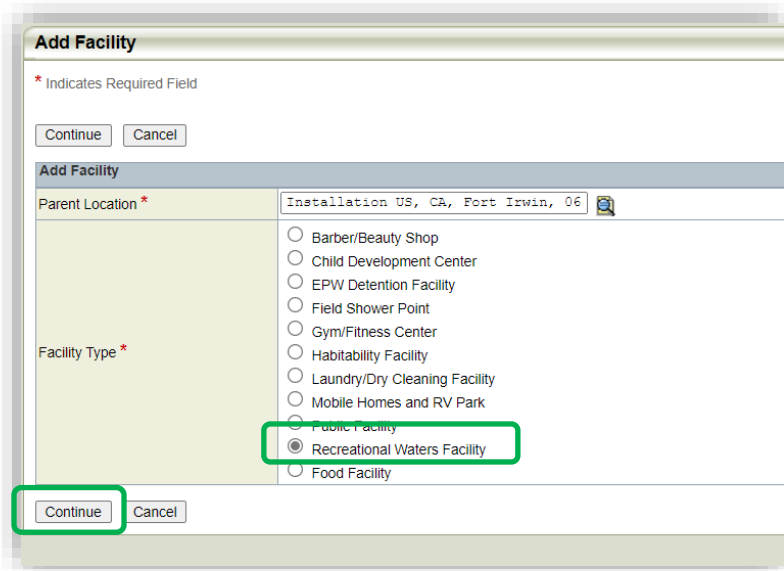 Add Facility
* Indicates Required Field
Continue Cancel
Add Facility
Parent Location * Installation US, CA, Fort Irwin, 06
Facility Type *
Barber/Beauty Shop
Child Development Center
EPW Detention Facility
Field Shower Point
Gym/Fitness Center
Habitability Facility
Laundry/Dry Cleaning Facility
Mobile Homes and RV Park
Public Facility
Recreational Waters Facility
Food Facility
Continue Cancel